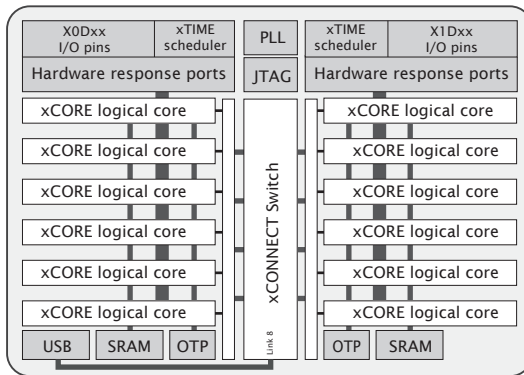 X0Dxx
I/O pins
xTIME
scheduler
PLL
xTIME
scheduler
X1Dxx
I/O pins
Hardware response ports
JTAG
Hardware response ports
xCORE logical core
xCORE logical core
xCORE logical core
xCORE logical core
xCORE logical core
xCORE logical core
xCONNECT Switch
Link 8
xCORE logical core
xCORE logical core
xCORE logical core
xCORE logical core
xCORE logical core
xCORE logical core
USB
SRAM
OTP
OTP
SRAM